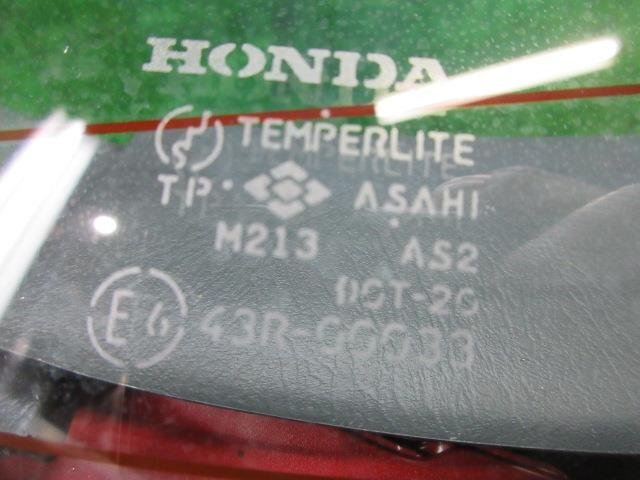 HONDA
TEMPERLITE
TP· ASAHI
M213 AS2
DOT-20
E6 43R-00033